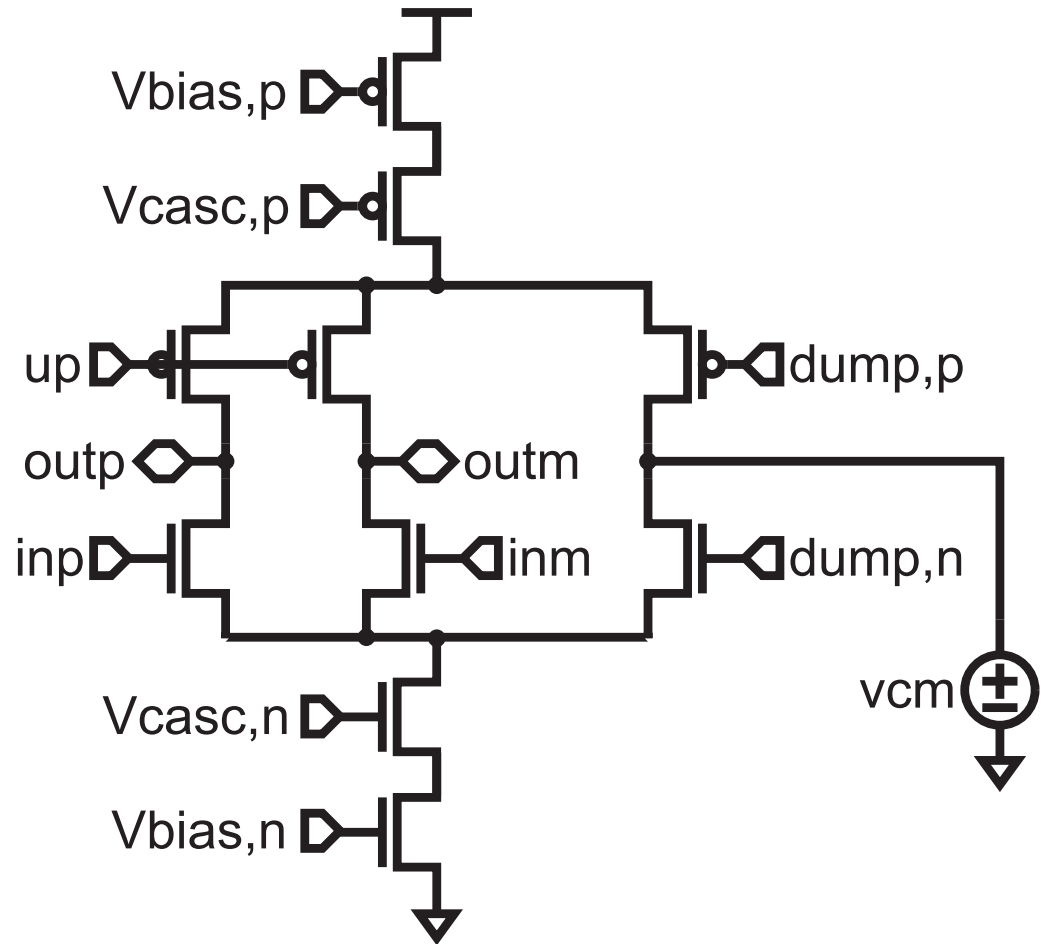 Vbias,p
Vcasc,p
up
dump,p
outp
outm
inp
inm
dump,n
vcm
Vcasc,n
Vbias,n